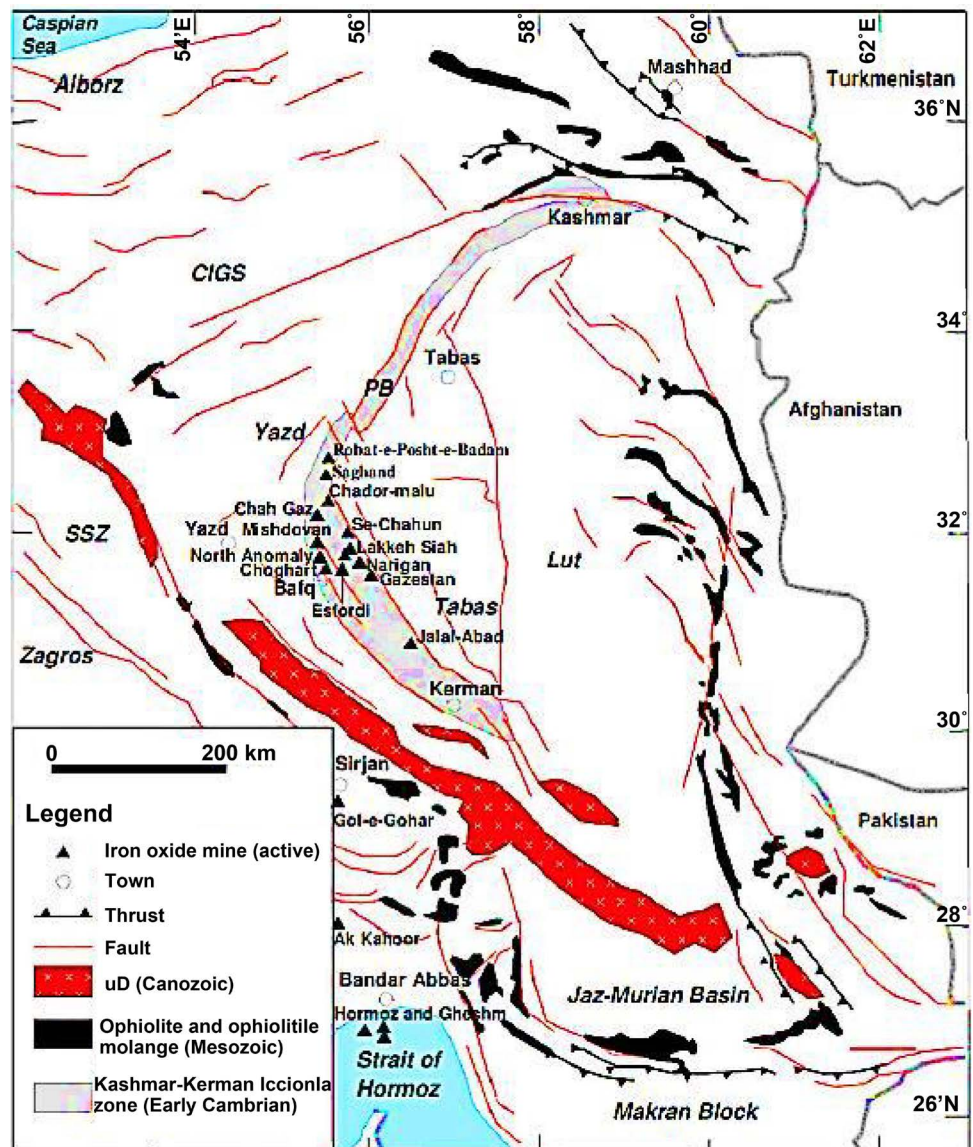 Caspian
Sea
54'E
56°
58
60
62°E
Mashhad
Turkmenistan
Alborz
36°N
Kashmar
CIGS
34°
Tabas
PB
Afghanistan
Yazd
Robat-e-Posht-e-Badam
Saghand
Chador-malu
Chah Gaz
SSZ
Yazd
Mishdovan
Se-Chahun
32°
North Anomaly
Lakkeh Siah
Lut
Choghart
Narigan
Bafq
Gazestan
Esfordi
Tabas
Jalal-Abad
Zagros
Kerman
30°
0
200 km
Sirjan
Gol-e-Gohar
Pakistan
Legend
Iron oxide mine (active)
Town
Thrust
28°
Fault
Ak Kahoor
uD (Canozoic)
Bandar Abbas
Jaz-Murian Basin
Hormoz and Gheshm
Ophiolite and ophiolitile
molange (Mesozoic)
Strait of
Hormoz
Kashmar-Kerman Iccionla
zone (Early Cambrian)
Makran Block
26°N